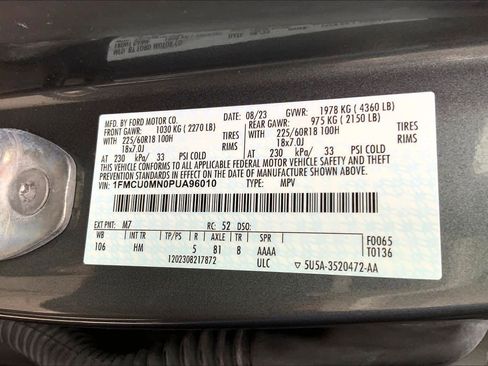 MFD. BY FORD MOTOR CO. 08/23 GVWR: 1978 KG ( 4360 LB)
FRONT GAWR: 1030 KG ( 2270 LB) REAR GAWR: 975 KG ( 2150 LB)
WITH 225/60R18 100H TIRES WITH 225/60R18 100H TIRES
18x7.0J RIMS 18x7.0J RIMS
AT 230 kPa/ 33 PSI COLD AT 230 kPa/ 33 PSI COLD
THIS VEHICLE CONFORMS TO ALL APPLICABLE FEDERAL MOTOR VEHICLE SAFETY AND THEFT
PREVENTION STANDARDS IN EFFECT ON THE DATE OF MANUFACTURE SHOWN ABOVE.
VIN: 1FMCU0MN0PUA96010 TYPE: MPV
EXT PNT: M7 RC: 52 DSO:
WB INT TR TP/PS R AXLE TR SPR F0065
106 HM 5 B1 8 AAAA T0136
1202308217872 ULC ▽ 5U5A-3520472-AA